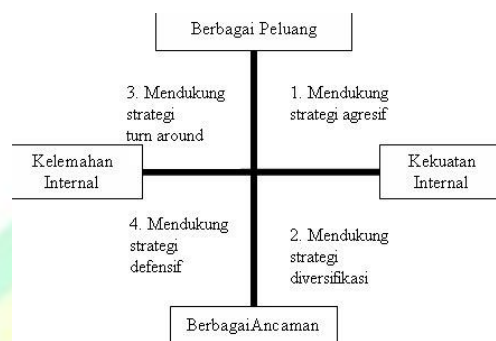 Berbagai Peluang
3. Mendukung
strategi
turn around
1. Mendukung
strategi agresif
Kelemahan
Internal
Kekuatan
Internal
4. Mendukung
strategi
defensif
2. Mendukung
strategi
diversifikasi
BerbagaiAncaman